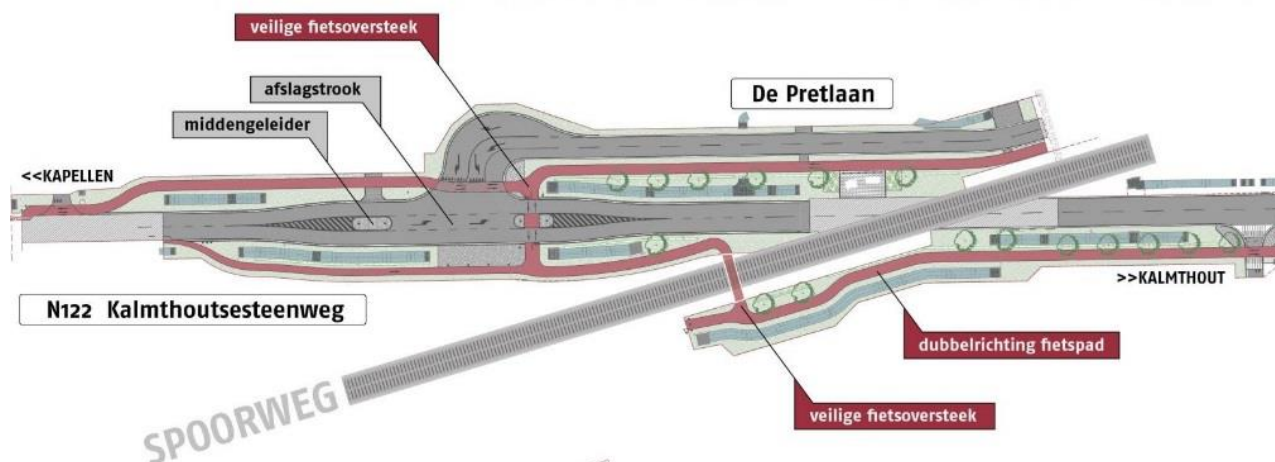 veilige fietsoversteek
afslagstrook
De Pretlaan
middengeleider
<<KAPELLEN
>>KALMTHOUT
N122 Kalmthoutsesteenweg
dubbelrichting fietspad
veilige fietsoversteek
SPOORWEG